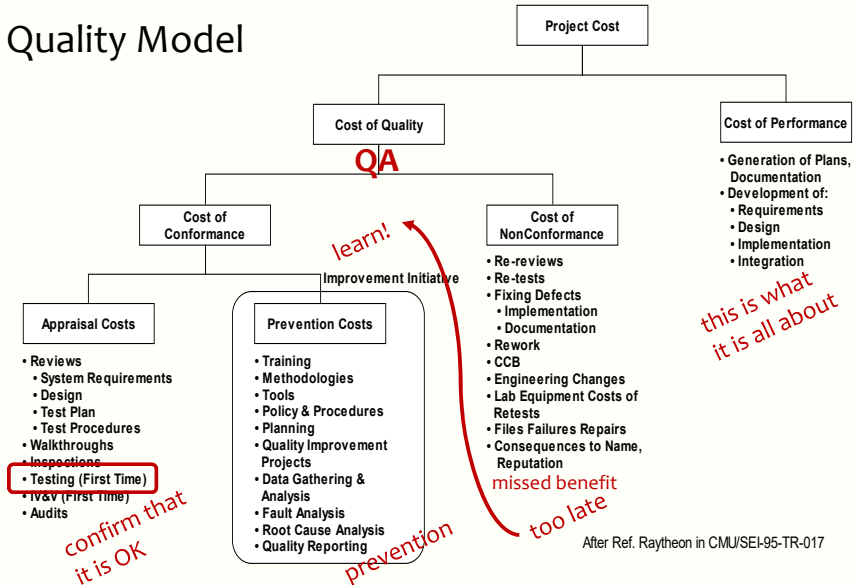 Quality Model
Project Cost
Cost of Quality
QA
Cost of Performance
• Generation of Plans,
Documentation
• Development of:
• Requirements
• Design
• Implementation
• Integration
this is what
it is all about
Cost of
Conformance
learn!
Cost of
NonConformance
• Re-reviews
• Re-tests
• Fixing Defects
• Implementation
• Documentation
• Rework
• CCB
• Engineering Changes
• Lab Equipment Costs of
Retests
• Files Failures Repairs
• Consequences to Name,
Reputation
missed benefit
too late
Improvement Initiative
Appraisal Costs
• Reviews
• System Requirements
• Design
• Test Plan
• Test Procedures
• Walkthroughs
• Inspections
• Testing (First Time)
• IV&V (First Time)
• Audits
confirm that
it is OK
Prevention Costs
• Training
• Methodologies
• Tools
• Policy & Procedures
• Planning
• Quality Improvement
Projects
• Data Gathering &
Analysis
• Fault Analysis
• Root Cause Analysis
• Quality Reporting
prevention
After Ref. Raytheon in CMU/SEI-95-TR-017